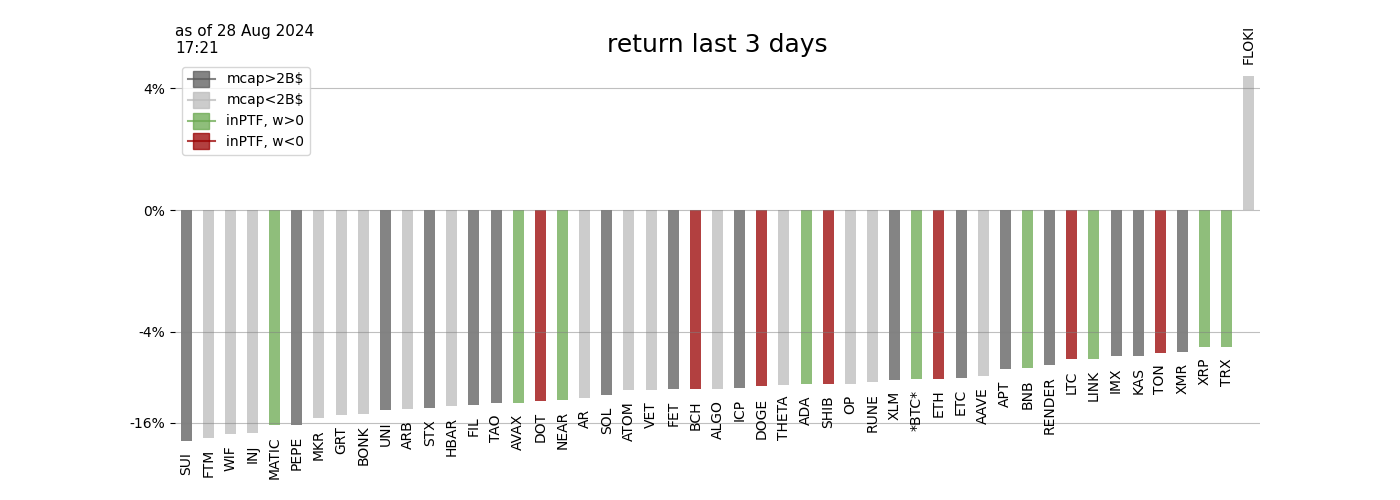 as of 28 Aug 2024
17:21
return last 3 days
FLOKI
mcap>2B$
mcap<2B$
inPTF, w>0
inPTF, w<0
4%
0%
-4%
-16%
SUI
FTM
WIF
INJ
MATIC
PEPE
MKR
GRT
BONK
UNI
ARB
STX
HBAR
FIL
TAO
AVAX
DOT
NEAR
AR
SOL
ATOM
VET
FET
BCH
ALGO
ICP
DOGE
THETA
ADA
SHIB
OP
RUNE
XLM
*BTC*
ETH
ETC
AAVE
APT
BNB
RENDER
LTC
LINK
IMX
KAS
TON
XMR
XRP
TRX